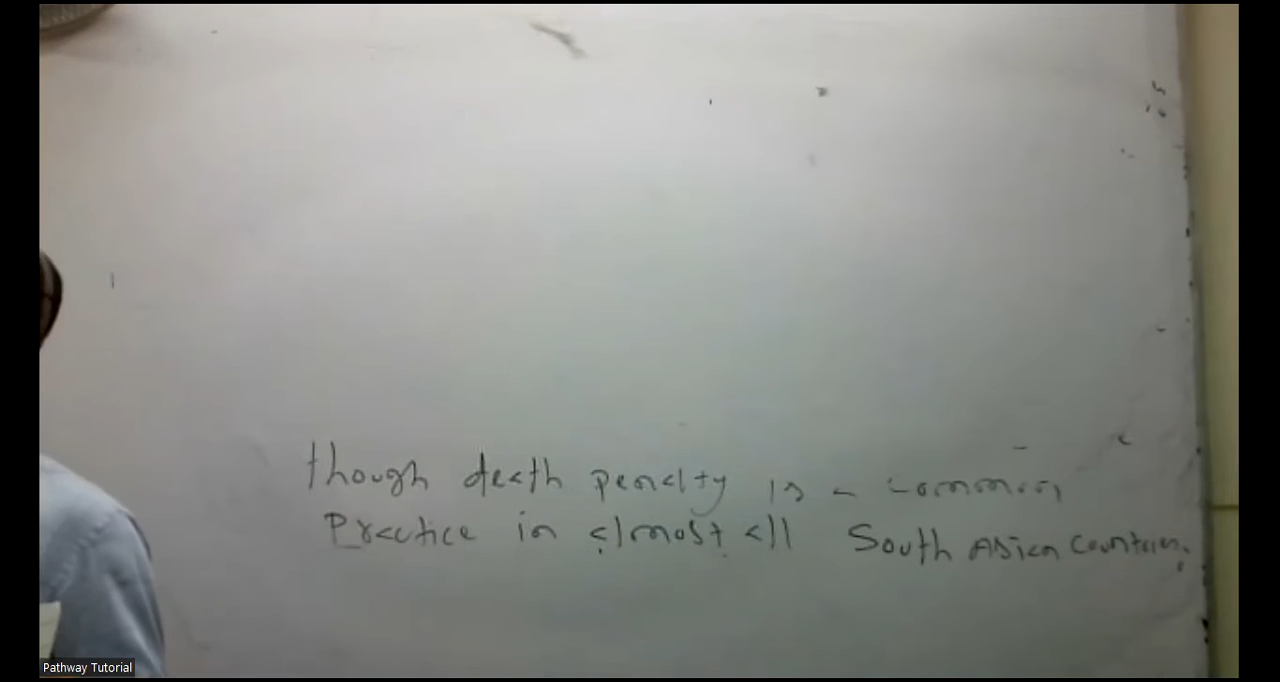 though death penalty is a common
Practice in almost all South Asian Countries,
Pathway Tutorial